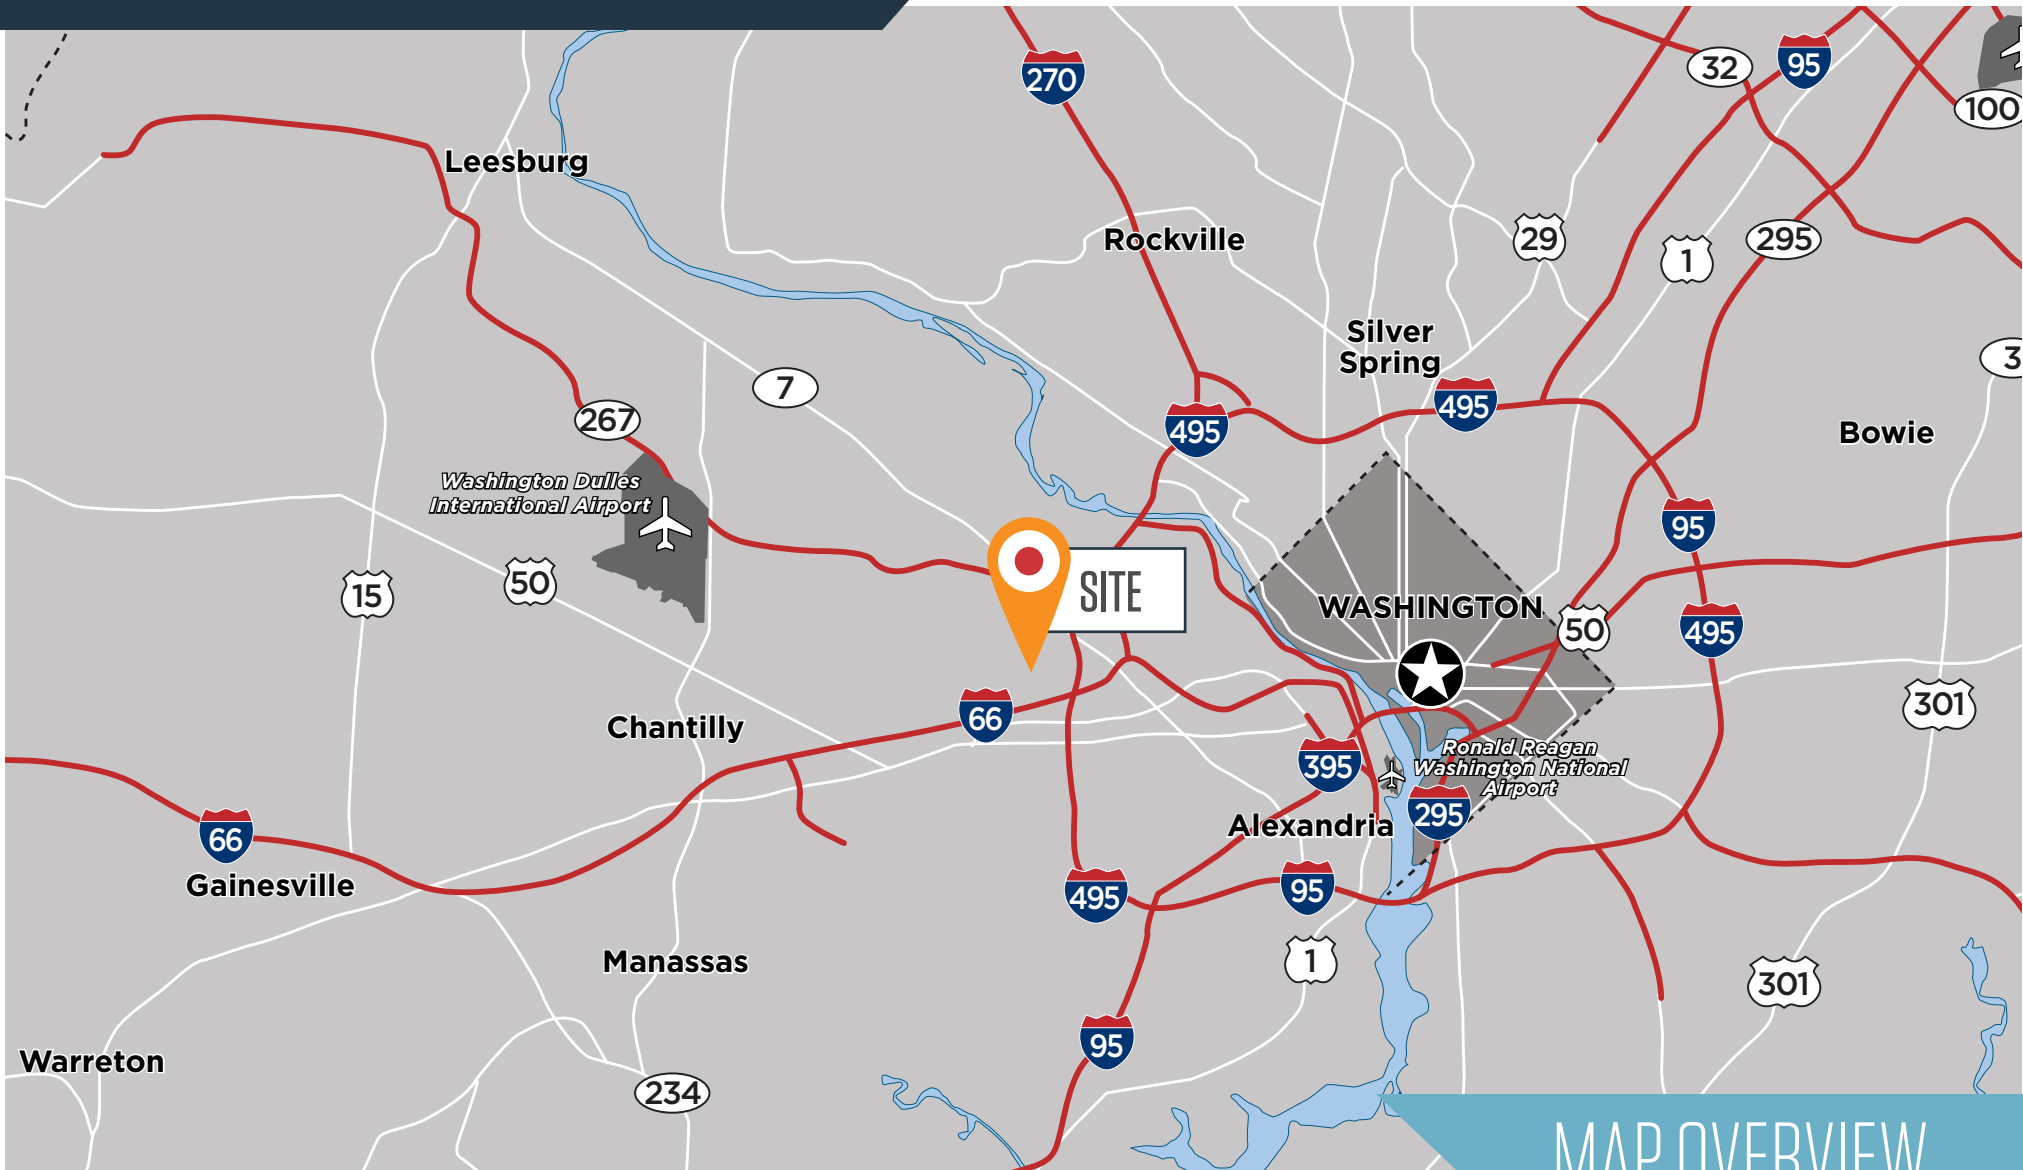 270
32
95
100
Leesburg
Rockville
29
1
295
Silver
Spring
3
7
267
495
495
Bowie
Washington Dulles
International Airport
95
15
50
SITE
WASHINGTON
50
495
66
301
Chantilly
395
Ronald Reagan
Washington National
Airport
66
295
Alexandria
Gainesville
495
95
Manassas
1
301
95
Warreton
234
MAP OVERVIEW